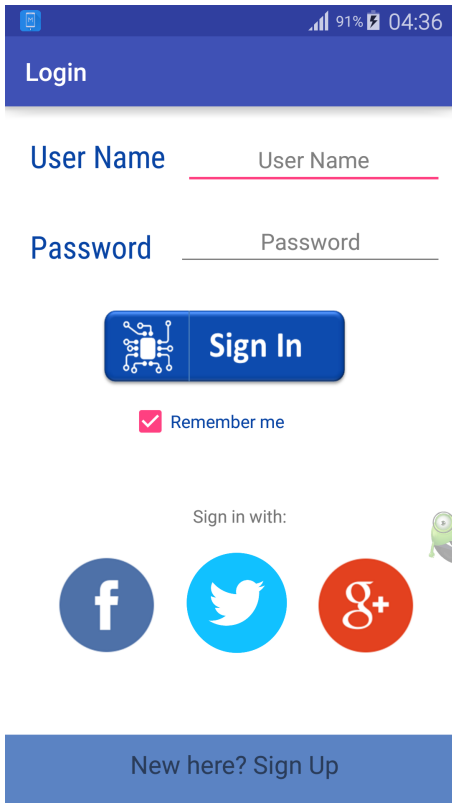 91% 04:36
Login
User Name User Name
Password Password
Sign In
Remember me
Sign in with:
f g+
New here? Sign Up